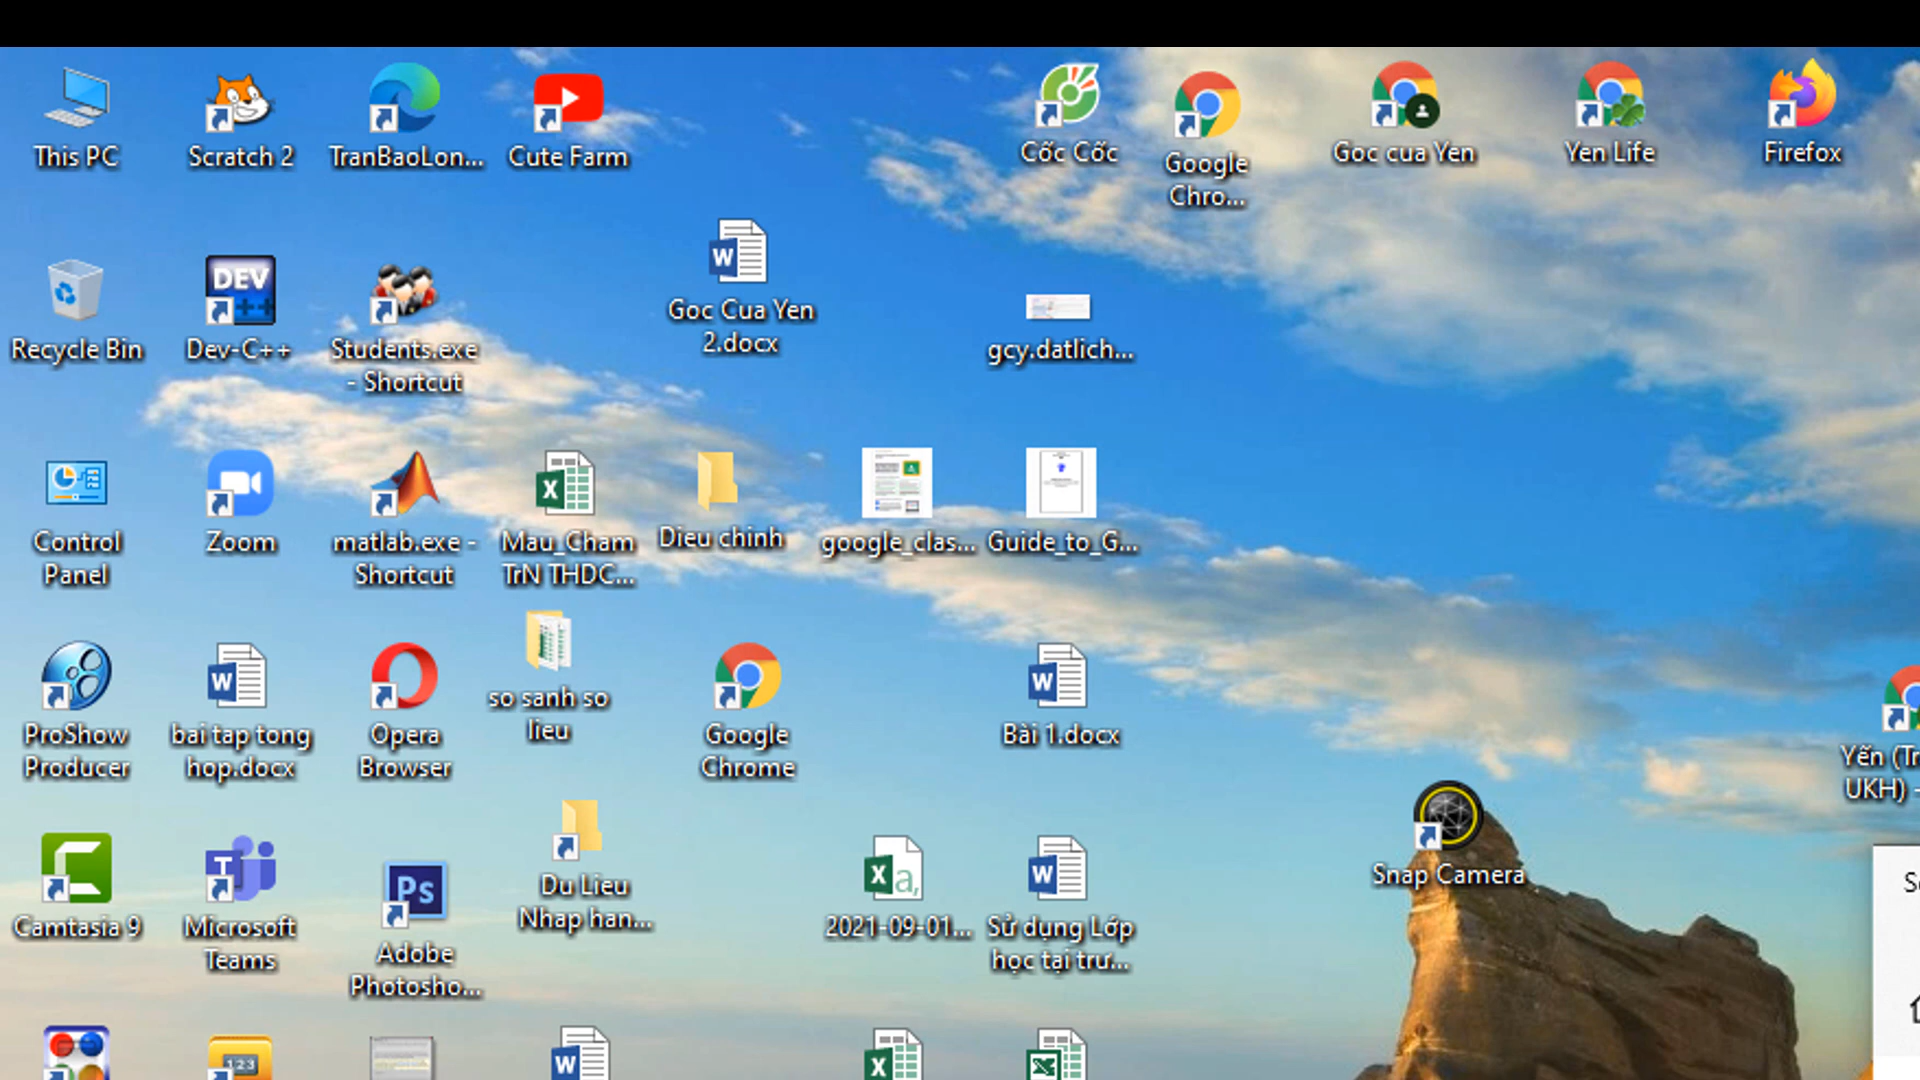 This PC
Scratch 2
TranBaoLon...
Cute Farm
Cốc Cốc
Google
Chro...
Goc cua Yen
Yen Life
Firefox
Recycle Bin
DEV
Dev-C++
Students.exe
- Shortcut
Goc Cua Yen
2.docx
gcy.datlich...
Control
Panel
Zoom
matlab.exe -
Shortcut
Mau_Cham
TrN THDC...
Dieu chinh
google_clas...
Guide_to_G...
ProShow
Producer
bai tap tong
hop.docx
Opera
Browser
so sanh so
lieu
Google
Chrome
Bài 1.docx
Yến (Tr
UKH) -
Camtasia 9
Microsoft
Teams
Ps
Adobe
Photosho...
Du Lieu
Nhap han...
2021-09-01...
Sử dụng Lớp
học tại trư...
Snap Camera
123